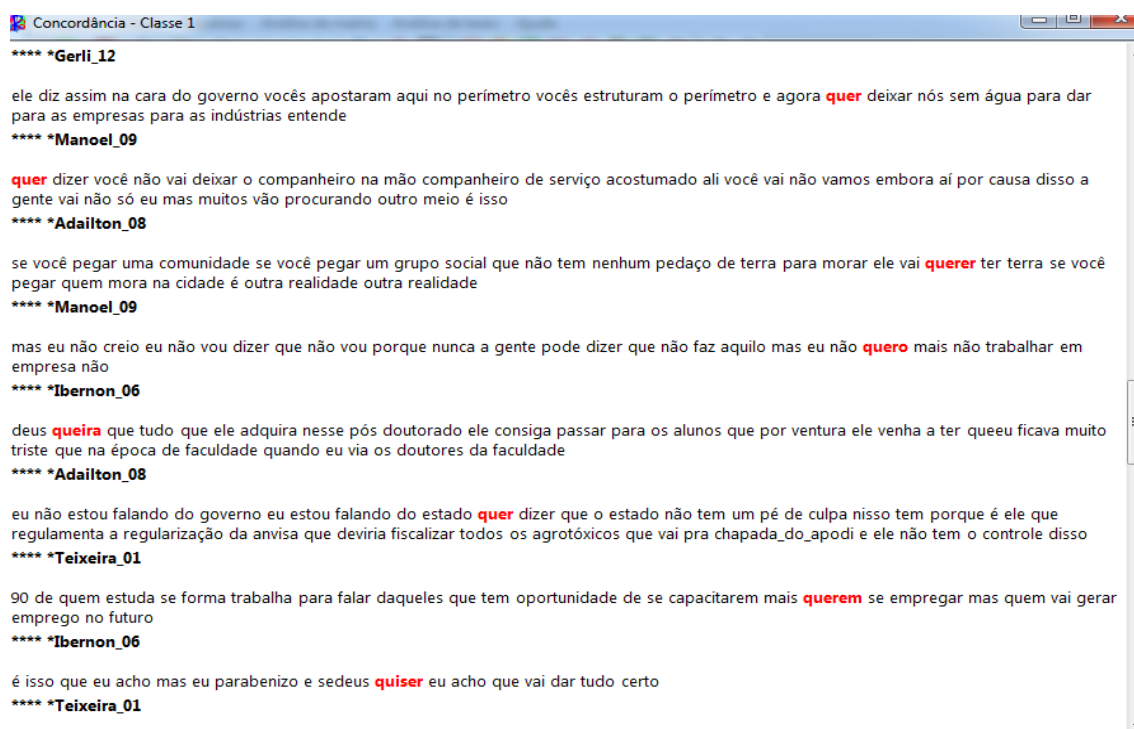 Concordância - Classe 1
**** *Gerli_12
ele diz assim na cara do governo vocês apostaram aqui no perímetro vocês estruturam o perímetro e agora quer deixar nós sem água para dar
para as empresas para as indústrias entende
**** *Manoel_09
quer dizer você não vai deixar o companheiro na mão companheiro de serviço acostumado ali você vai não vamos embora aí por causa disso a
gente vai não só eu mas muitos vão procurando outro meio é isso
**** *Adailton_08
se você pegar uma comunidade se você pegar um grupo social que não tem nenhum pedaço de terra para morar ele vai querer ter terra se você
pegar quem mora na cidade é outra realidade outra realidade
**** *Manoel_09
mas eu não creio eu não vou dizer que não vou porque nunca a gente pode dizer que não faz aquilo mas eu não quero mais não trabalhar em
empresa não
**** *Ibernon_06
deus queira que tudo que ele adquira nesse pós doutorado ele consiga passar para os alunos que por ventura ele venha a ter queeu ficava muito
triste que na época de faculdade quando eu via os doutores da faculdade
**** *Adailton_08
eu não estou falando do governo eu estou falando do estado quer dizer que o estado não tem um pé de culpa nisso tem porque é ele que
regulamenta a regularização da anvisa que deviria fiscalizar todos os agrotóxicos que vai pra chapada_do_apodi e ele não tem o controle disso
**** *Teixeira_01
90 de quem estuda se forma trabalha para falar daqueles que tem oportunidade de se capacitarem mais querem se empregar mas quem vai gerar
emprego no futuro
**** *Ibernon_06
é isso que eu acho mas eu parabenizo e sedeus quiser eu acho que vai dar tudo certo
**** *Teixeira_01